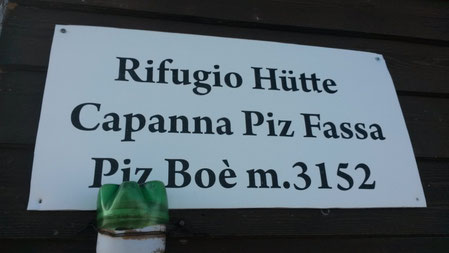 Rifugio Hütte
Capanna Piz Fassa
Piz Boè m.3152